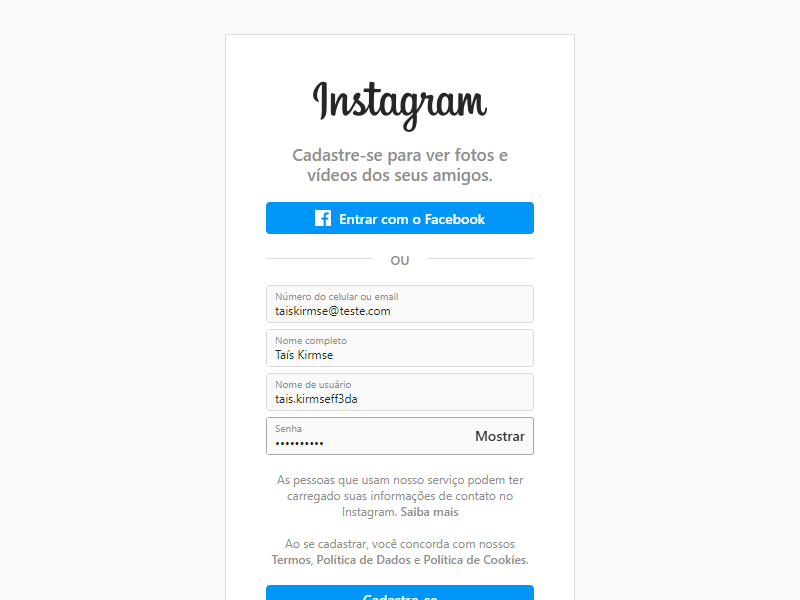 Instagram
Cadastre-se para ver fotos e
vídeos dos seus amigos.
Entrar com o Facebook
OU
Número do celular ou email
taiskirmse@teste.com
Nome completo
Taís Kirmse
Nome de usuário
tais.kirmseff3da
Senha
••••••••••
Mostrar
As pessoas que usam nosso serviço podem ter
carregado suas informações de contato no
Instagram. Saiba mais
Ao se cadastrar, você concorda com nossos
Termos, Política de Dados e Política de Cookies.
Cadastre-se